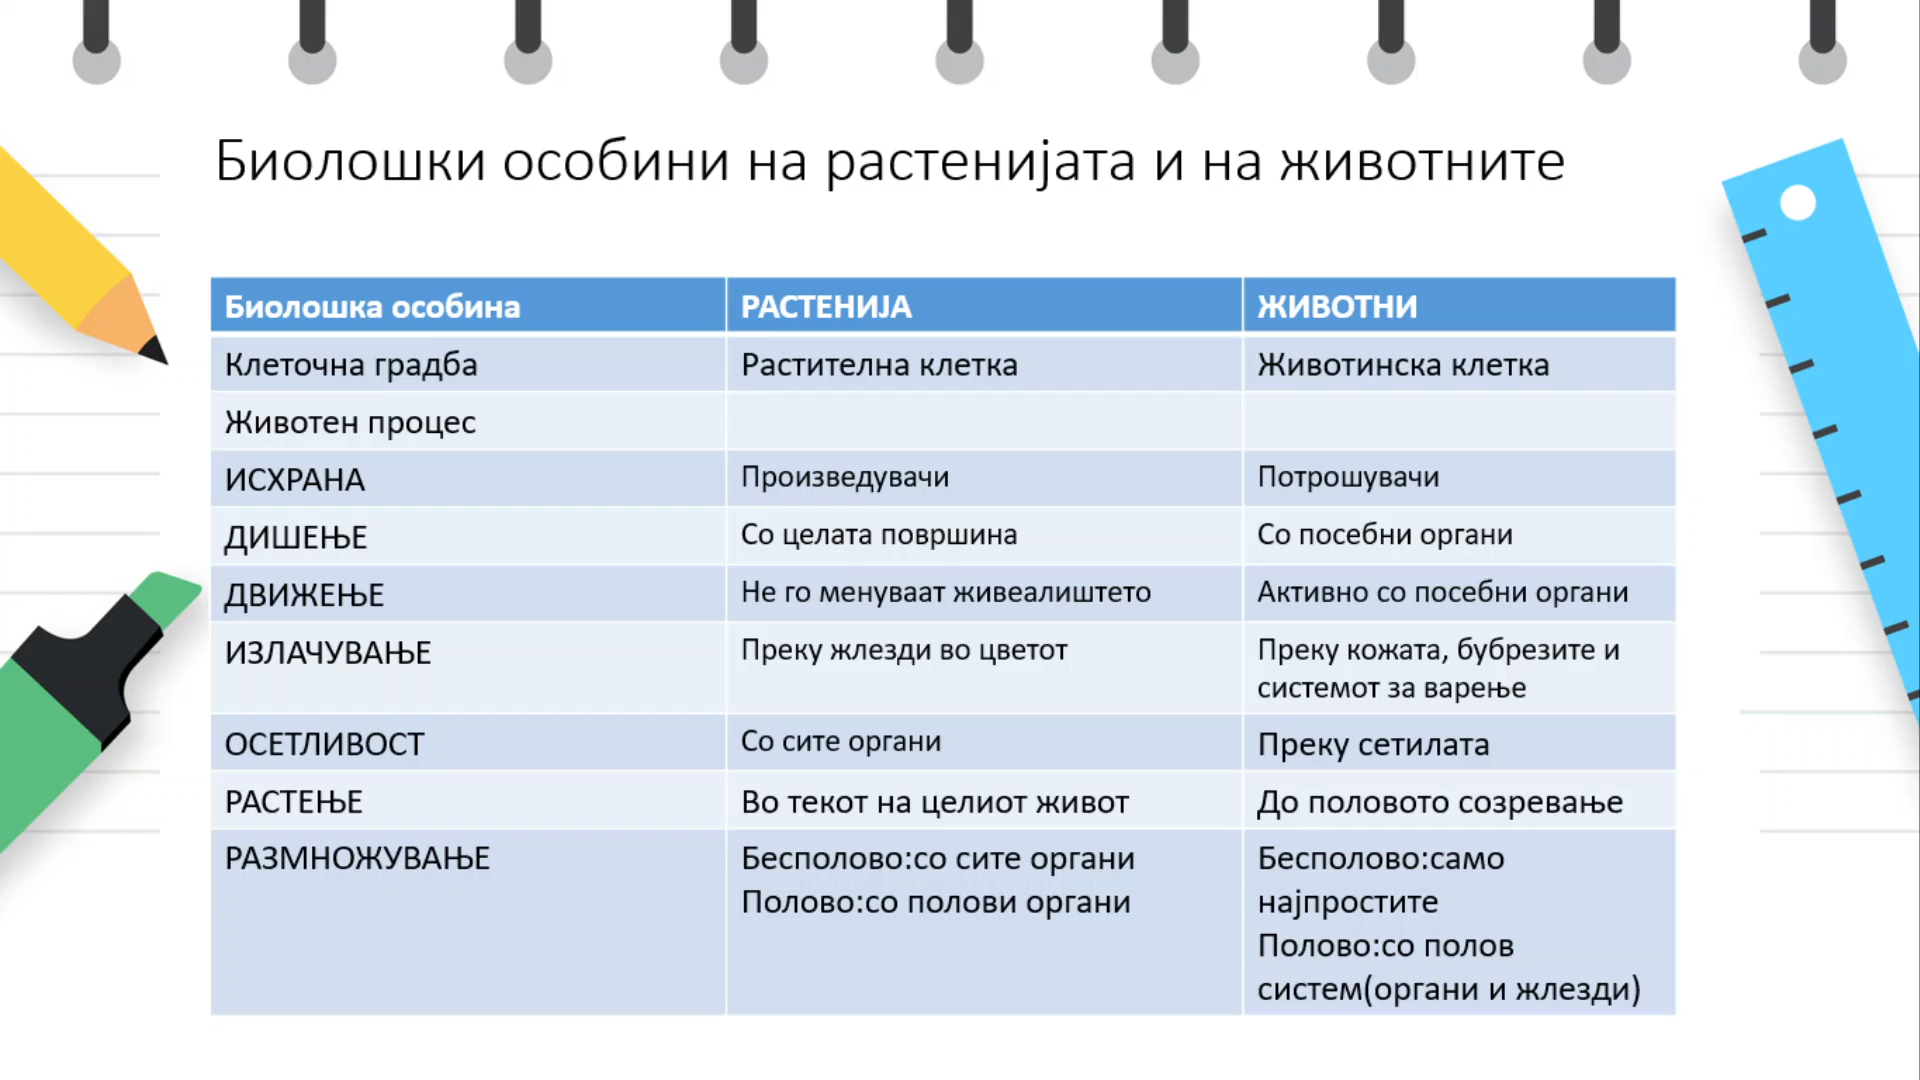 Биолошки особини на растенијата и на животните
Биолошка особина РАСТЕНИЈА ЖИВОТНИ
Клеточна градба Растителна клетка Животинска клетка
Животен процес
ИСХРАНА Произведувачи Потрошувачи
ДИШЕЊЕ Со целата површина Со посебни органи
ДВИЖЕЊЕ Не го менуваат живеалиштето Активно со посебни органи
ИЗЛАЧУВАЊЕ Преку жлезди во цветот Преку кожата, бубрезите и
системот за варење
ОСЕТЛИВОСТ Со сите органи Преку сетилата
РАСТЕЊЕ Во текот на целиот живот До половото созревање
РАЗМНОЖУВАЊЕ Бесполово:со сите органи Бесполово:само
Полово:со полови органи најпростите
Полово:со полов
систем(органи и жлезди)